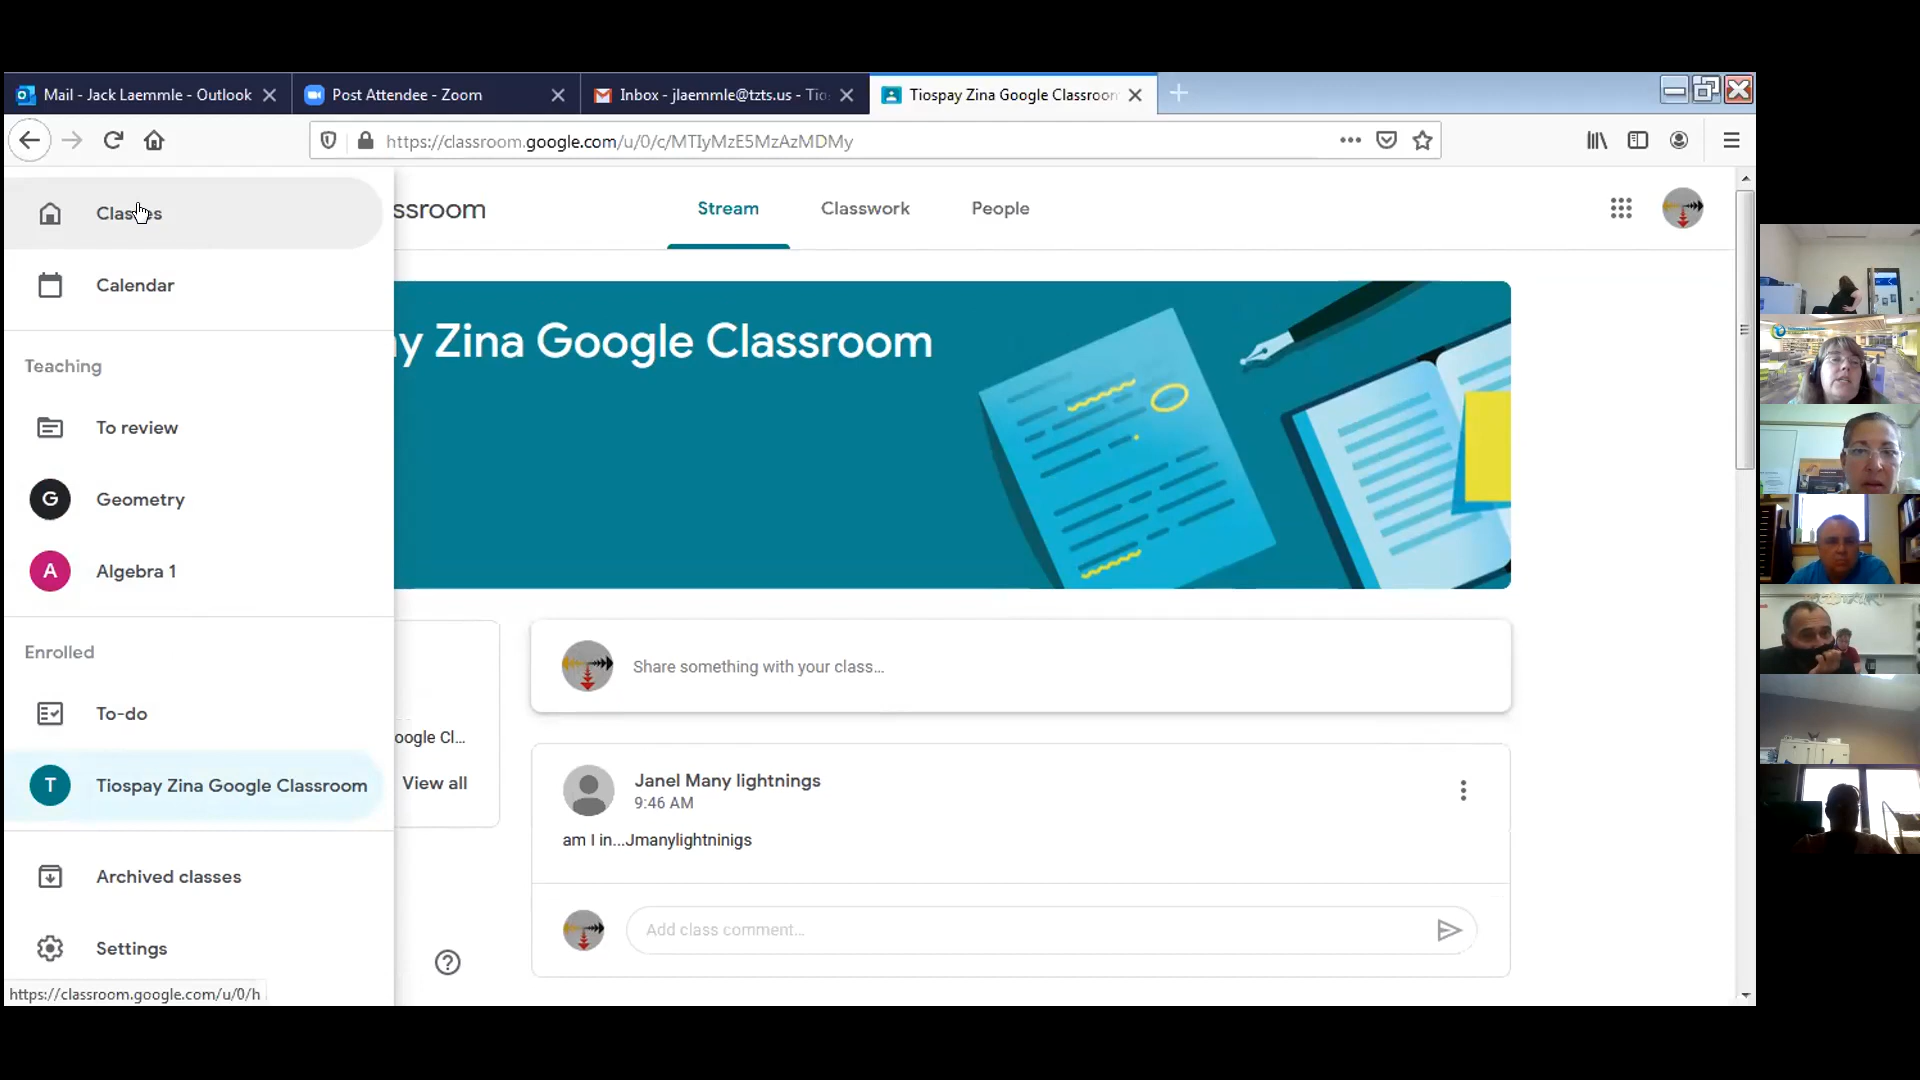 Mail - Jack Laemmle - Outlook
Post Attendee - Zoom
Inbox - jlaemmle@tzts.us - Tio
Tiospay Zina Google Classroom
https://classroom.google.com/u/0/c/MTIyMzE5MzAzMDMy
Classes
ssroom
Stream
Classwork
People
Calendar
Teaching
y Zina Google Classroom
To review
G
Geometry
A
Algebra 1
Enrolled
Share something with your class...
To-do
oogle Cl...
T
Tiospay Zina Google Classroom
View all
Janel Many lightnings
9:46 AM
am I in...Jmanylightninigs
Archived classes
Add class comment...
Settings
https://classroom.google.com/u/0/h